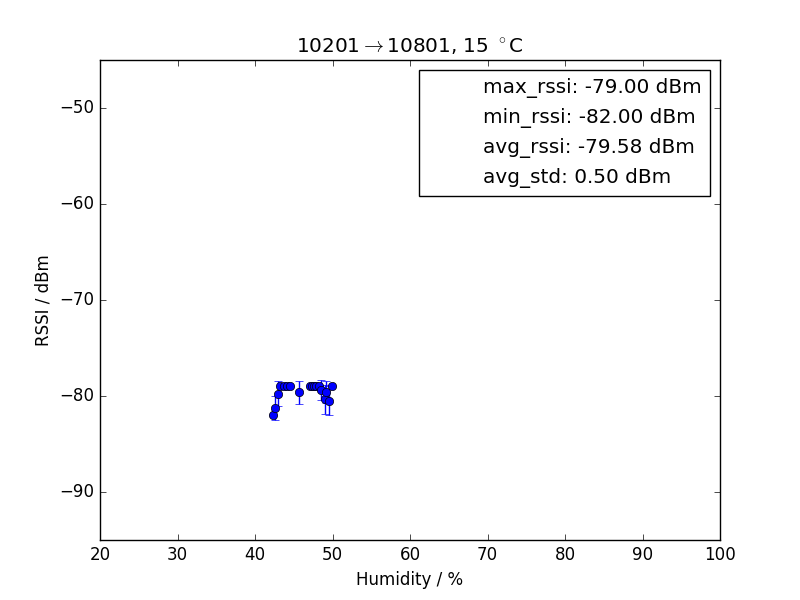 10201→10801, 15 °C
max_rssi: -79.00 dBm
min_rssi: -82.00 dBm
avg_rssi: -79.58 dBm
avg_std: 0.50 dBm
RSSI / dBm
−50
−60
−70
−80
−90
20 30 40 50 60 70 80 90 100
Humidity / %